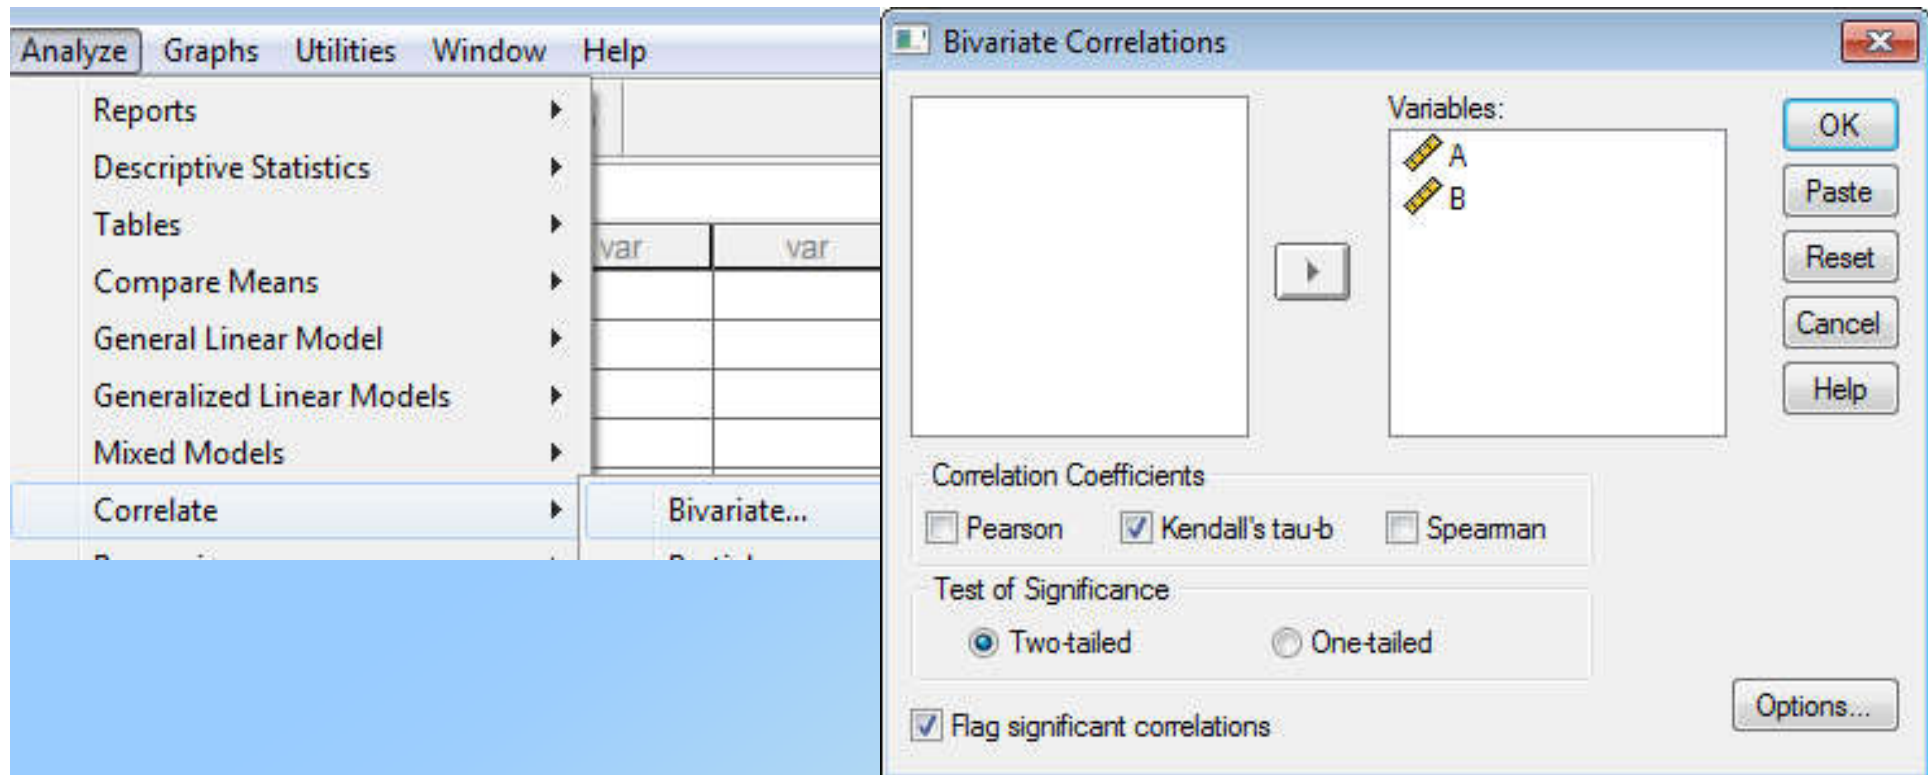 Analyze Graphs Utilities Window Help
Reports
Descriptive Statistics
Tables
Compare Means
General Linear Model
Generalized Linear Models
Mixed Models
Correlate
Bivariate...
var var
Bivariate Correlations
Variables:
A
B
OK
Paste
Reset
Cancel
Help
Correlation Coefficients
Pearson Kendall's tau-b Spearman
Test of Significance
Two-tailed One-tailed
Flag significant correlations
Options...